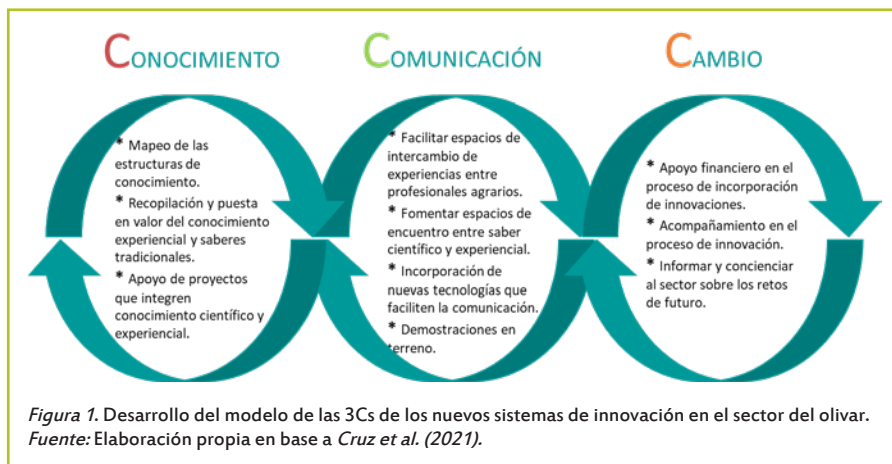 CONOCIMIENTO
COMUNICACIÓN
CAMBIO
* Mapeo de las
estructuras de
conocimiento.
* Recopilación y puesta
en valor del conocimiento
experiencial y saberes
tradicionales.
* Apoyo de proyectos
que integren
conocimiento científico y
experiencial.
* Facilitar espacios de
intercambio de
experiencias entre
profesionales agrarios.
* Fomentar espacios de
encuentro entre saber
científico y experiencial.
* Incorporación de
nuevas tecnologías que
faciliten la comunicación.
* Demostraciones en
terreno.
* Apoyo financiero en el
proceso de incorporación
de innovaciones.
* Acompañamiento en el
proceso de innovación.
* Informar y concienciar
al sector sobre los retos
de futuro.
Figura 1. Desarrollo del modelo de las 3Cs de los nuevos sistemas de innovación en el sector del olivar.
Fuente: Elaboración propia en base a Cruz et al. (2021).